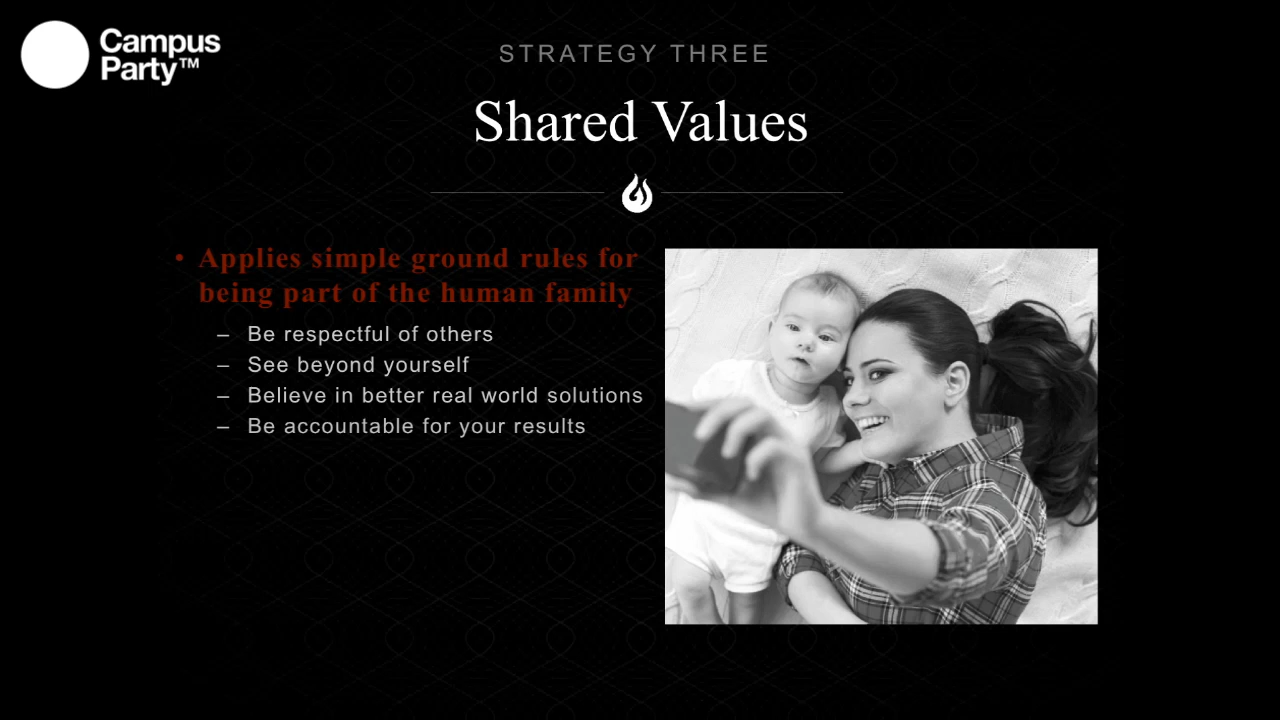 Campus
Party™
STRATEGY THREE
Shared Values
• Applies simple ground rules for
being part of the human family
– Be respectful of others
– See beyond yourself
– Believe in better real world solutions
– Be accountable for your results